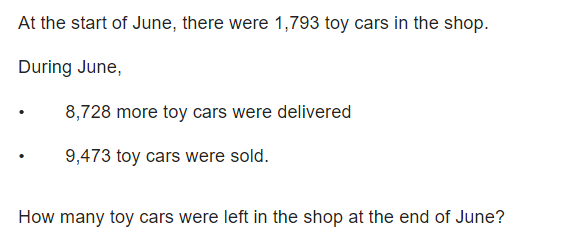 At the start of June, there were 1,793 toy cars in the shop.
During June,
• 8,728 more toy cars were delivered
• 9,473 toy cars were sold.
How many toy cars were left in the shop at the end of June?